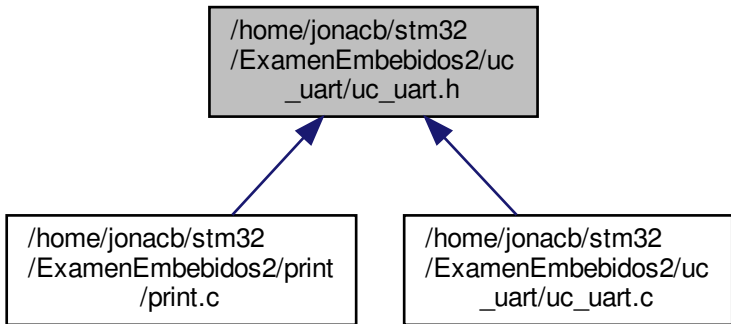 /home/jonacb/stm32
/ExamenEmbebidos2/uc
_uart/uc_uart.h
/home/jonacb/stm32
/ExamenEmbebidos2/print
/print.c
/home/jonacb/stm32
/ExamenEmbebidos2/uc
_uart/uc_uart.c